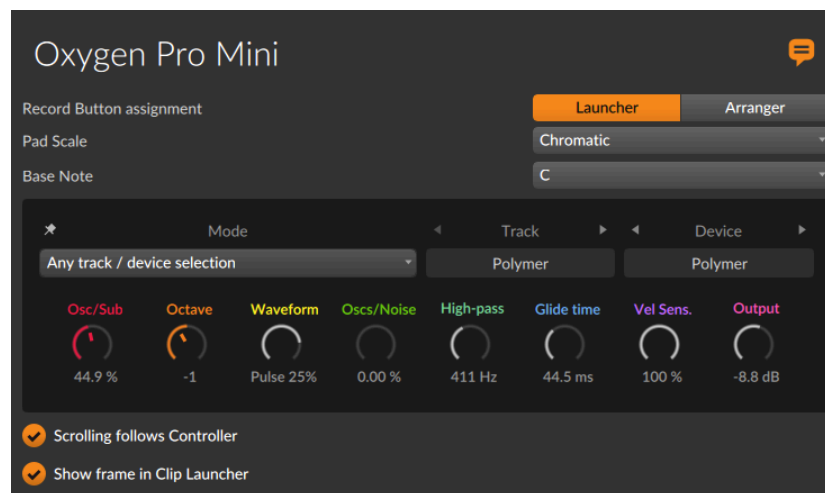 Oxygen Pro Mini
Record Button assignment Launcher Arranger
Pad Scale Chromatic
Base Note C
Mode Track Device
Any track / device selection Polymer Polymer
Osc/Sub Octave Waveform Oscs/Noise High-pass Glide time Vel Sens. Output
44.9 % -1 Pulse 25% 0.00 % 411 Hz 44.5 ms 100 % -8.8 dB
Scrolling follows Controller
Show frame in Clip Launcher